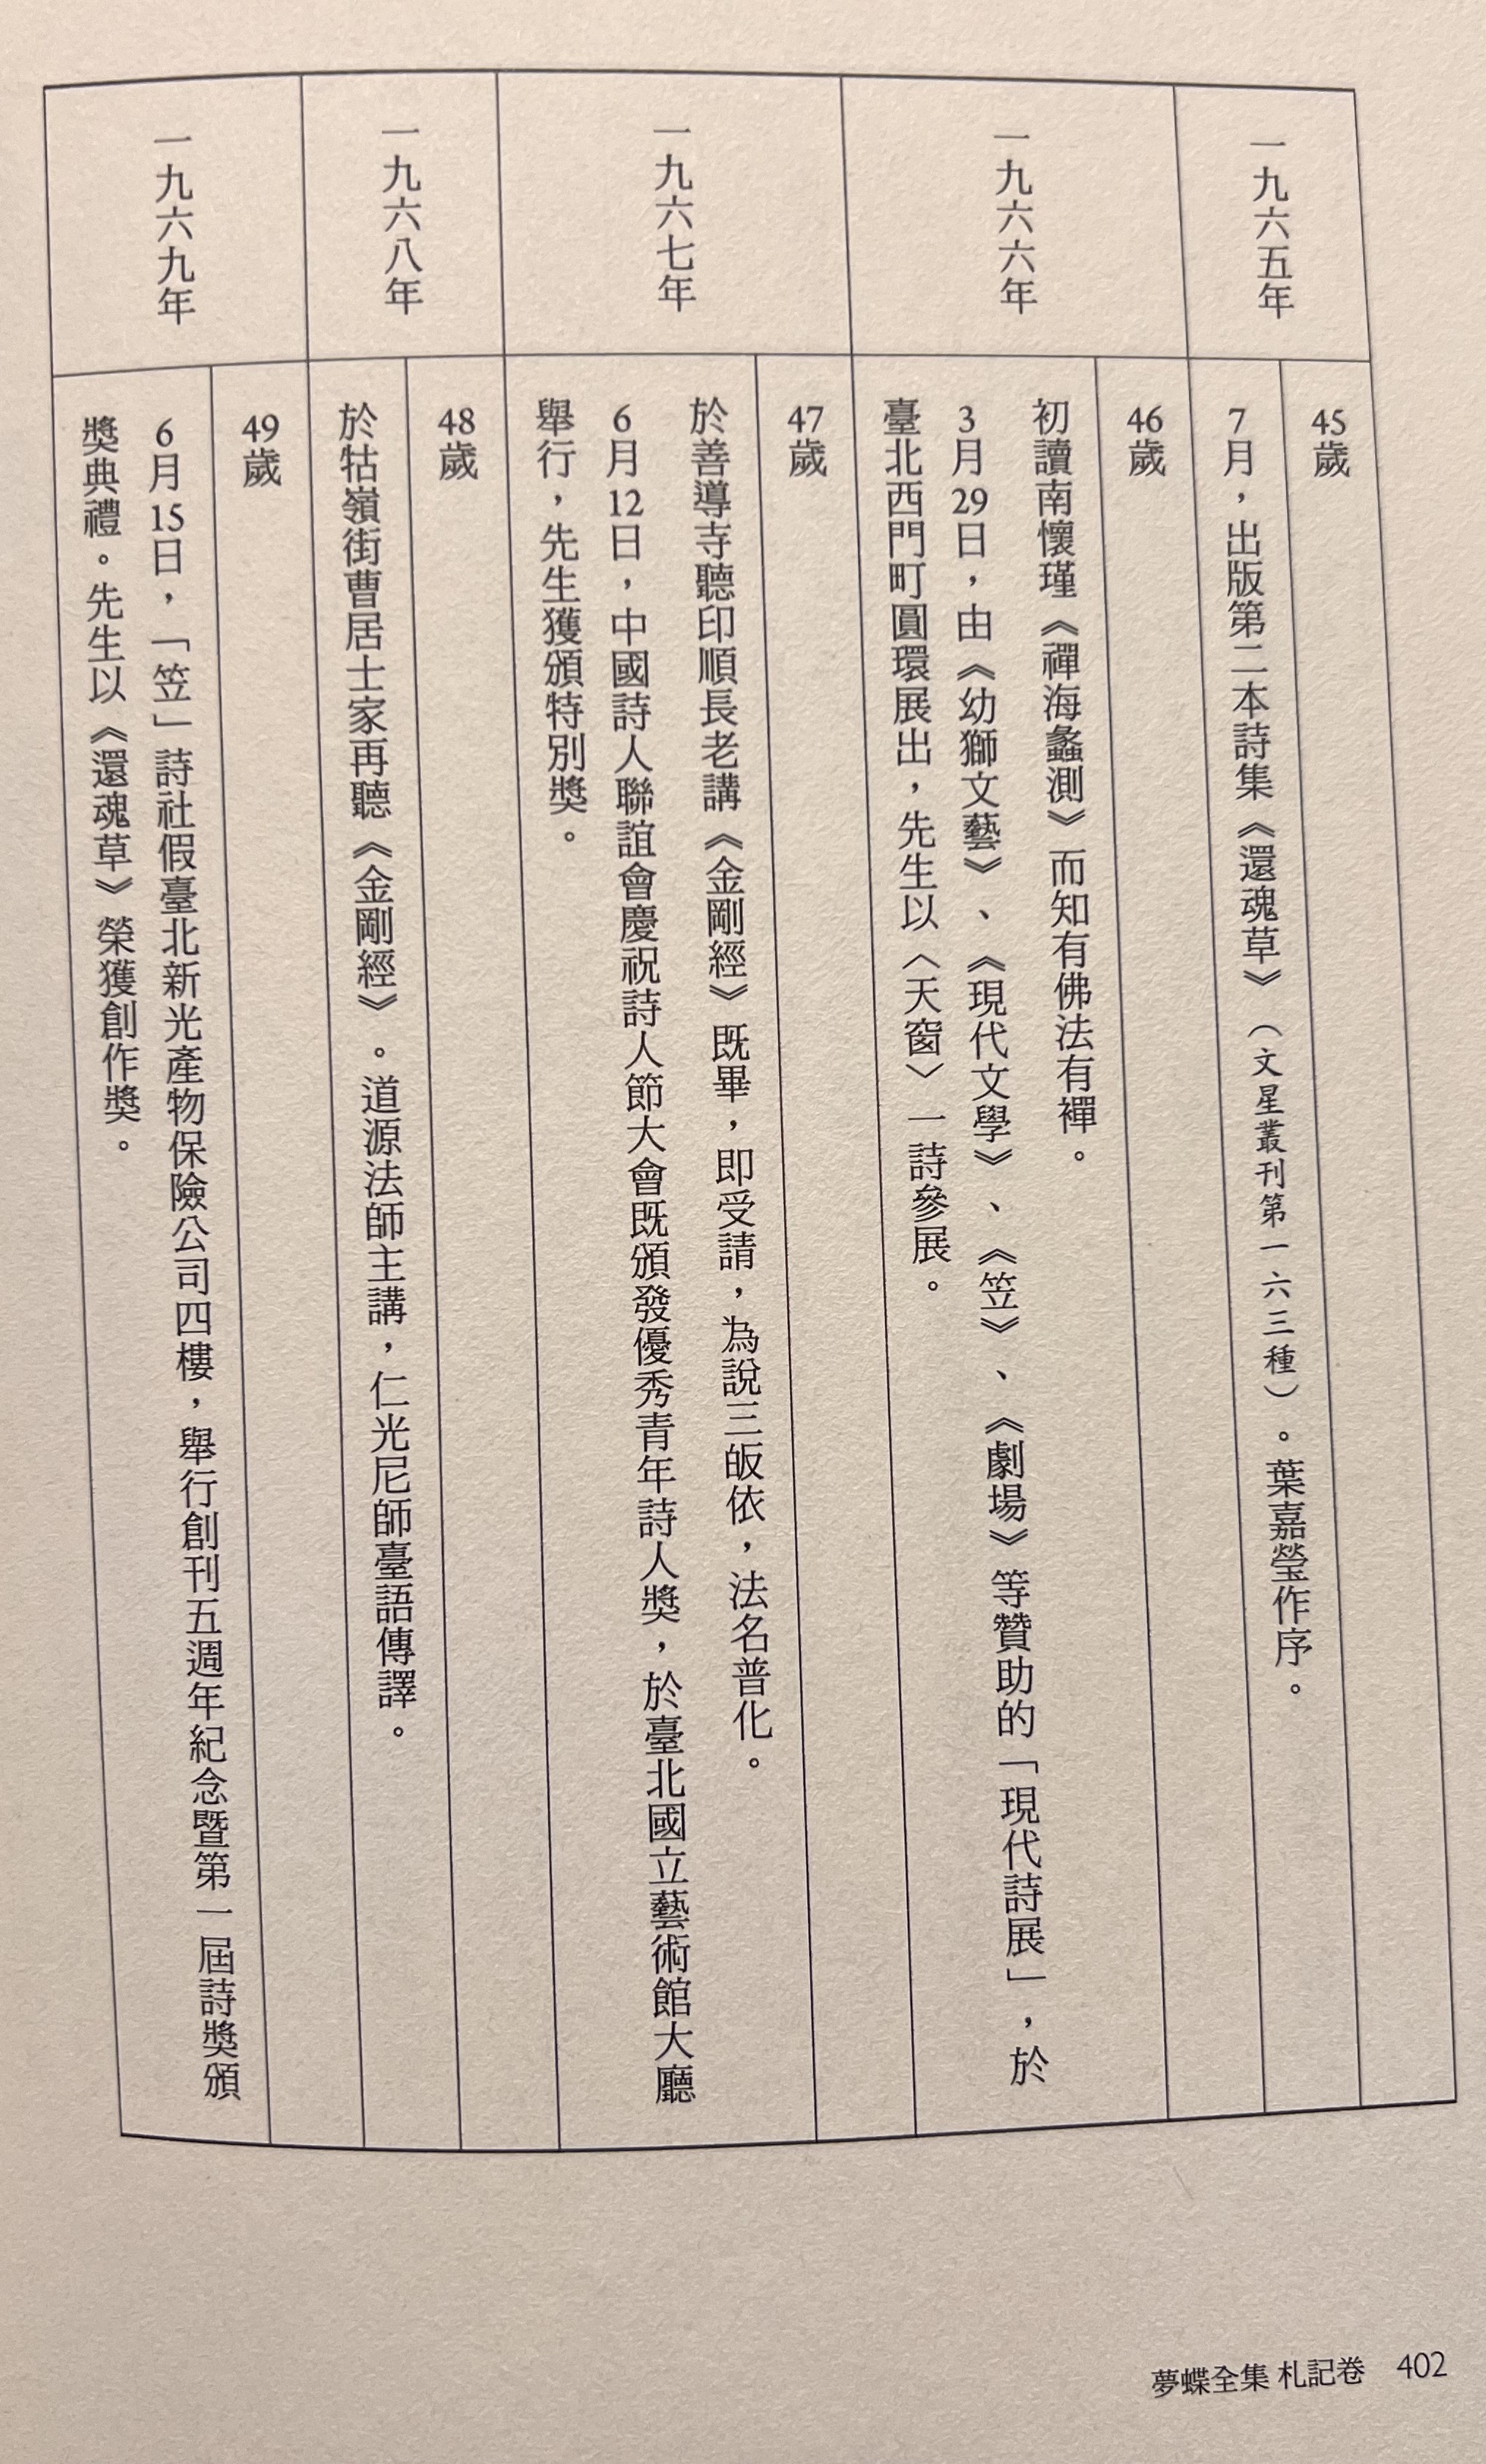 一九六五年
45歲
7月，出版第二本詩集《還魂草》（文星叢刊第一六三種）。葉嘉瑩作序。
一九六六年
46歲
初讀南懷瑾《禪海蠡測》而知有佛法有禪。
3月29日，由《幼獅文藝》、《現代文學》、《笠》、《劇場》等贊助的「現代詩展」，於
臺北西門町圓環展出，先生以〈天窗〉一詩參展。
一九六七年
47歲
於善導寺聽印順長老講《金剛經》既畢，即受請，為說三皈依，法名普化。
6月12日，中國詩人聯誼會慶祝詩人節大會既頒發優秀青年詩人獎，於臺北國立藝術館大廳
舉行，先生獲頒特別獎。
一九六八年
48歲
於牯嶺街曹居士家再聽《金剛經》。道源法師主講，仁光尼師臺語傳譯。
一九六九年
49歲
6月15日，「笠」詩社假臺北新光產物保險公司四樓，舉行創刊五週年紀念暨第一屆詩獎頒
獎典禮。先生以《還魂草》榮獲創作獎。
夢蝶全集 札記卷 402